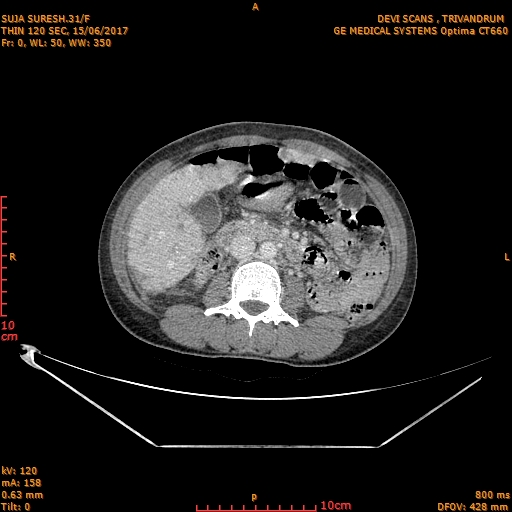 A
SUJA SURESH.31/F
DEVI SCANS , TRIVANDRUM
THIN 120 SEC, 15/06/2017
GE MEDICAL SYSTEMS Optima CT660
Fr: 0, WL: 50, WW: 350
R
L
10
cm
kV: 120
mA: 158
0.63 mm
Tilt: 0
P
10cm
800 ms
DFOV: 428 mm